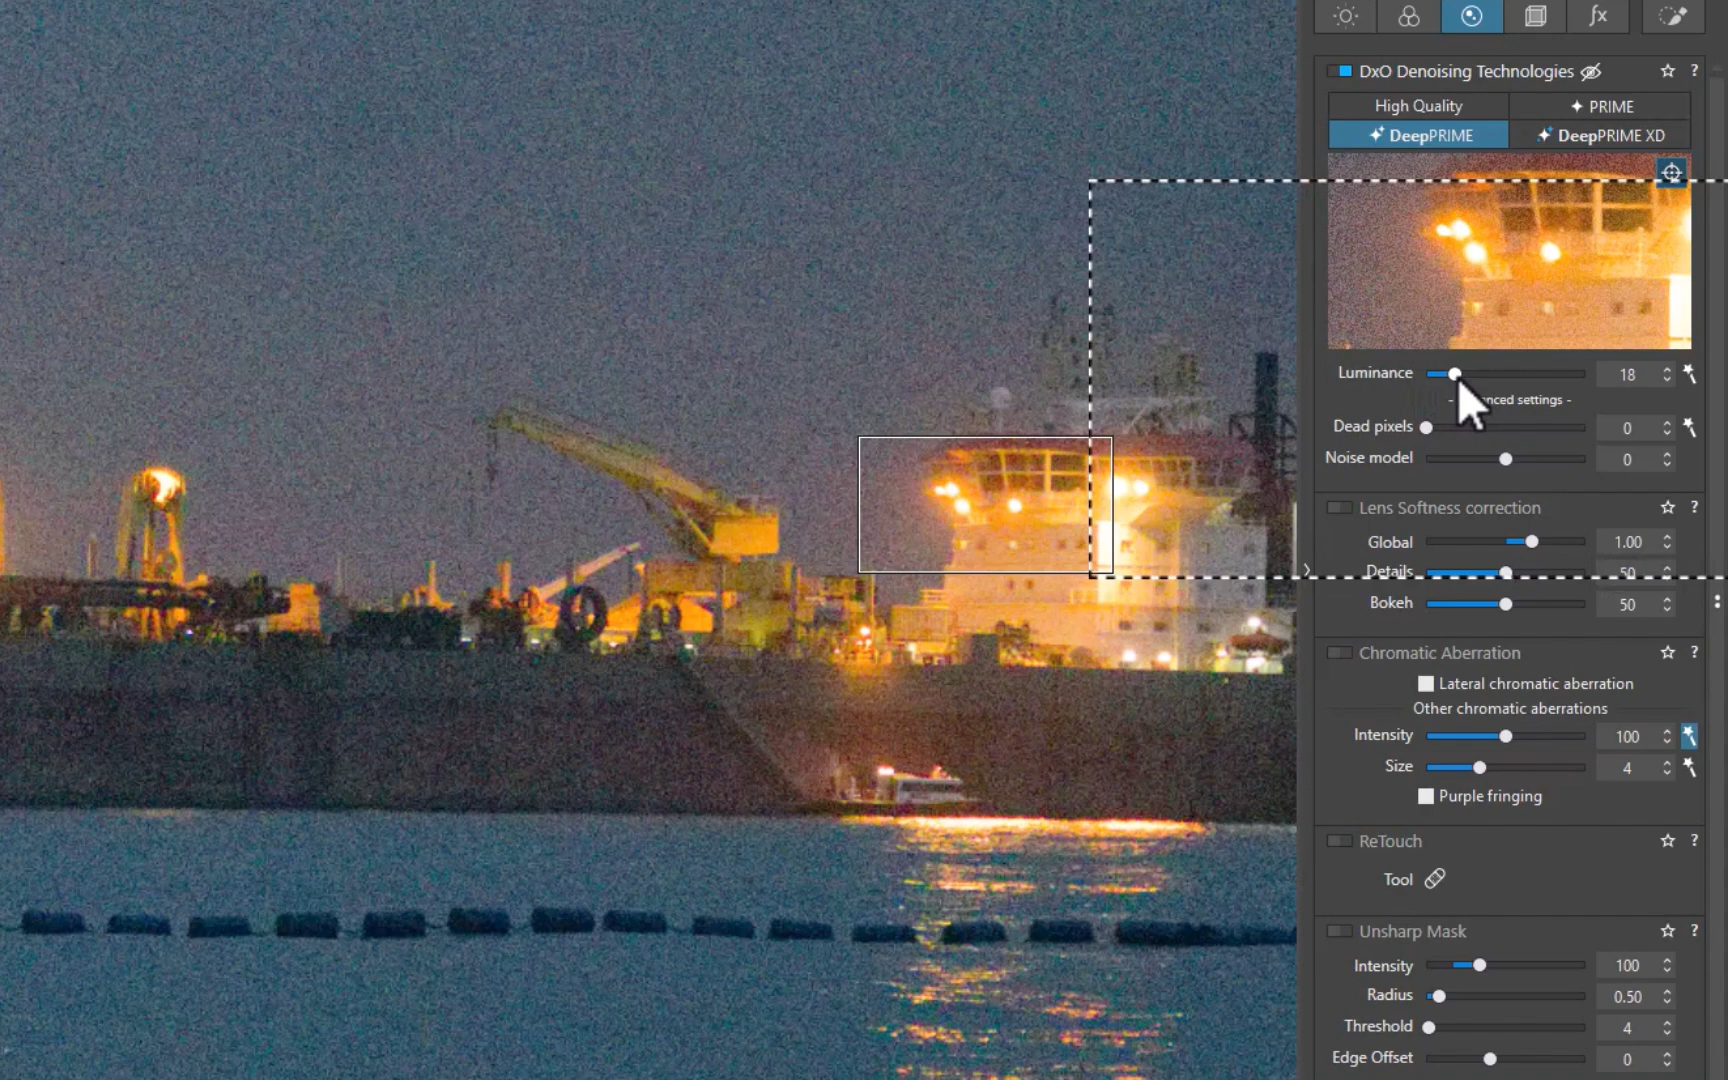 fx
DxO Denoising Technologies ?
High Quality PRIME
DeepPRIME DeepPRIME XD
Luminance 18
nced settings -
Dead pixels 0
Noise model 0
Lens Softness correction ?
Global 1.00
Details 50
Bokeh 50
Chromatic Aberration ?
Lateral chromatic aberration
Other chromatic aberrations
Intensity 100
Size 4
Purple fringing
ReTouch ?
Tool
Unsharp Mask ?
Intensity 100
Radius 0.50
Threshold 4
Edge Offset 0